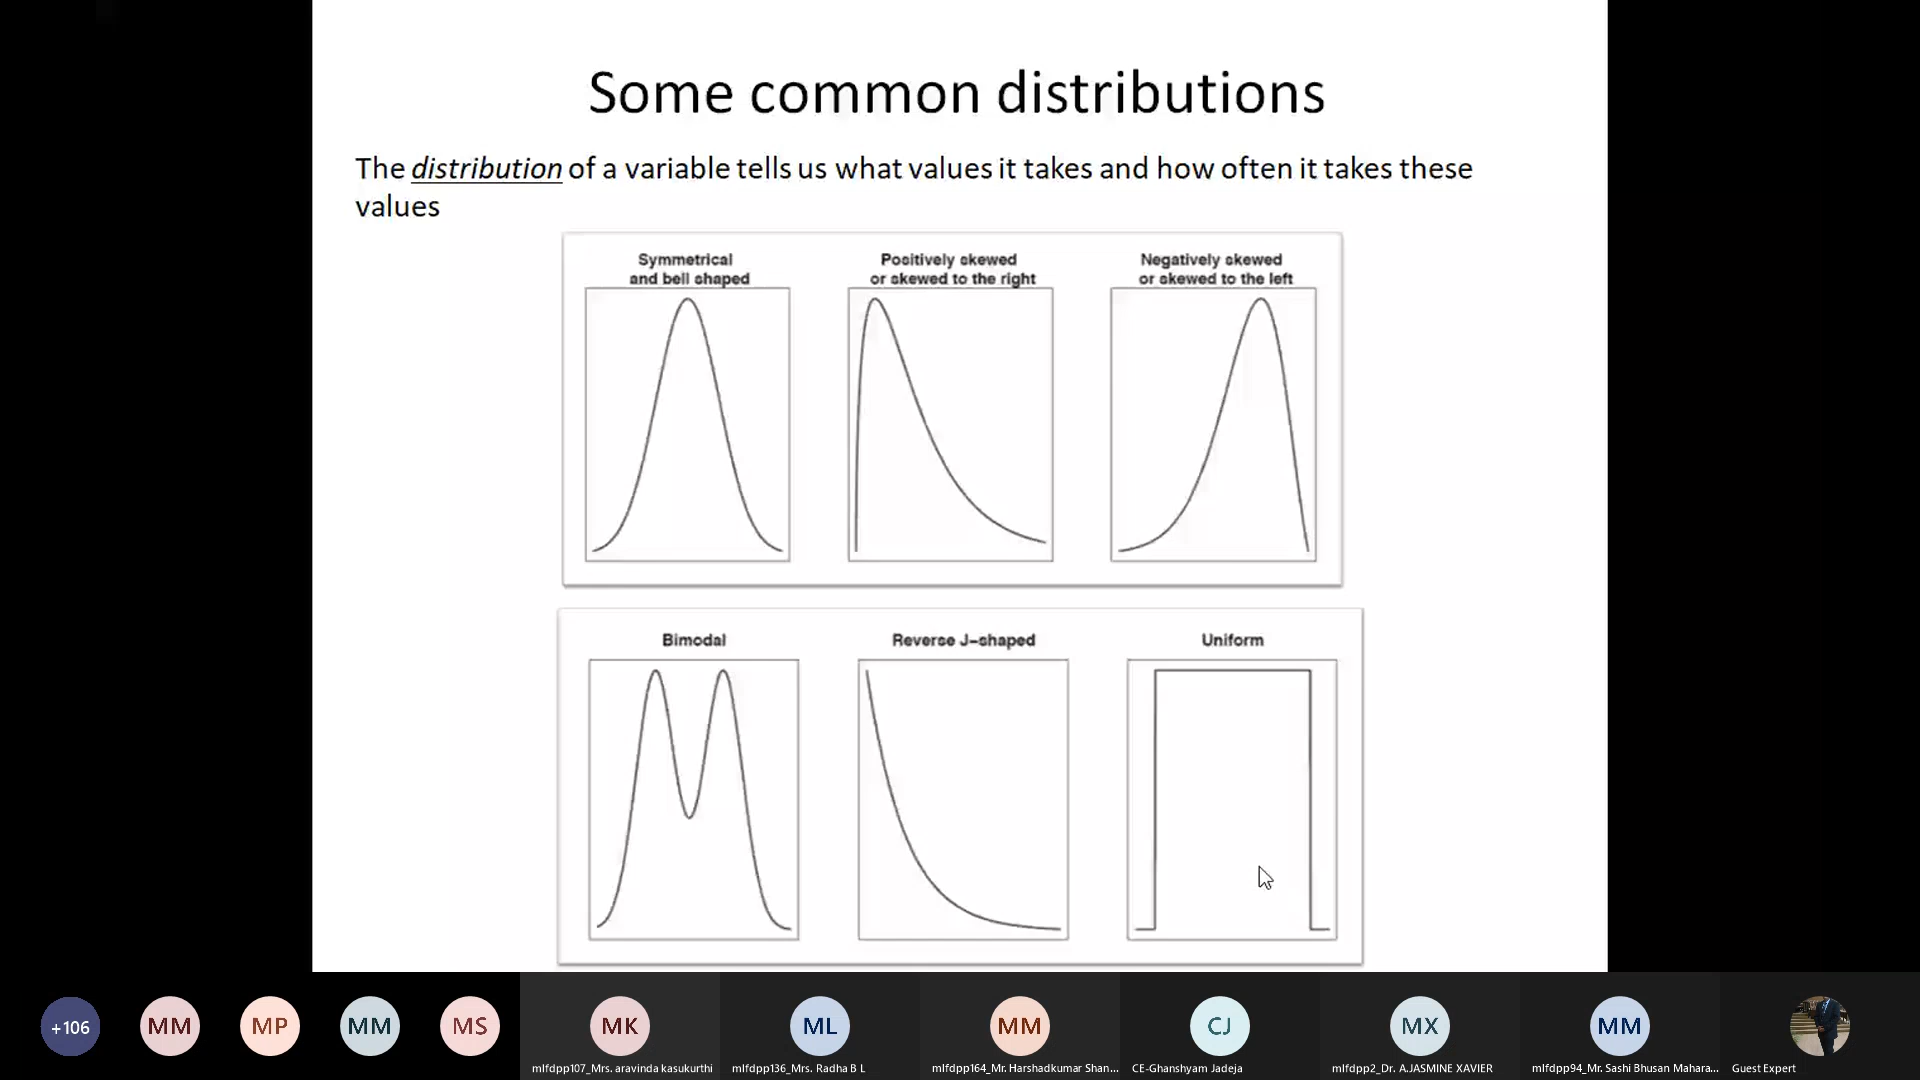 Some common distributions
The distribution of a variable tells us what values it takes and how often it takes these
values
Symmetrical
and bell shaped
Positively skewed
or skewed to the right
Negatively skewed
or skewed to the left
Bimodal
Reverse J-shaped
Uniform
+106
MM
MP
MM
MS
MK
ML
MM
CJ
MX
MM
mlfdpp107_Mrs. aravinda kasukurthi
mlfdpp136_Mrs. Radha B L
mlfdpp164_Mr. Harshadkumar Shan...
CE-Ghanshyam Jadeja
mlfdpp2_Dr. A.JASMINE XAVIER
mlfdpp94_Mr. Sashi Bhusan Mahara...
Guest Expert